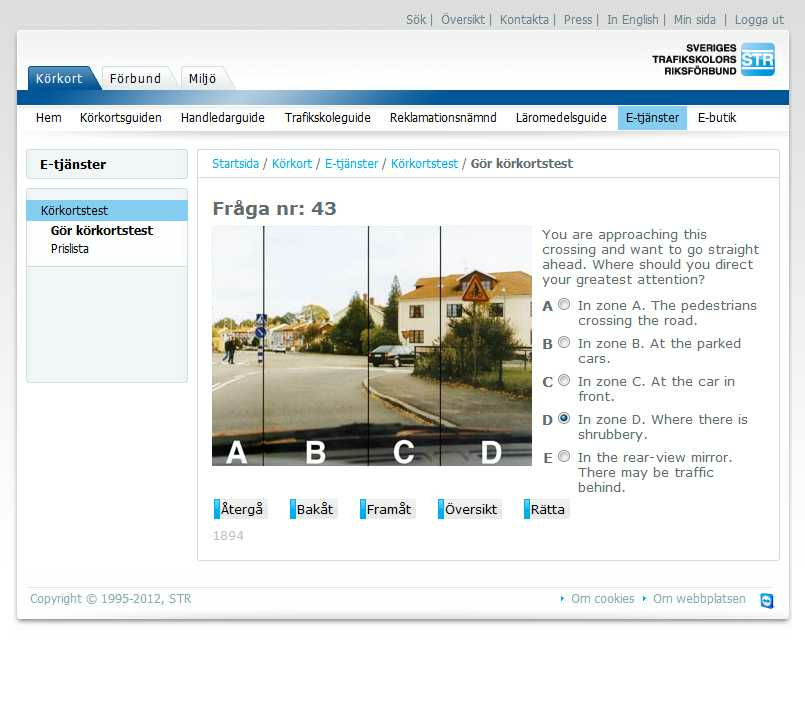 Sök | Översikt | Kontakta | Press | In English | Min sida | Logga ut
SVERIGES
TRAFIKSKOLORS
RIKSFÖRBUND
STR
Körkort Förbund Miljö
Hem Körkortsguiden Handledarguide Trafikskoleguide Reklamationsnämnd Läromedelsguide E-tjänster E-butik
E-tjänster
Körkortstest
Gör körkortstest
Prislista
Startsida / Körkort / E-tjänster / Körkortstest / Gör körkortstest
Fråga nr: 43
A B C D
You are approaching this
crossing and want to go straight
ahead. Where should you direct
your greatest attention?
A In zone A. The pedestrians
crossing the road.
B In zone B. At the parked
cars.
C In zone C. At the car in
front.
D In zone D. Where there is
shrubbery.
E In the rear-view mirror.
There may be traffic
behind.
Återgå Bakåt Framåt Översikt Rätta
1894
Copyright © 1995-2012, STR
Om cookies Om webbplatsen